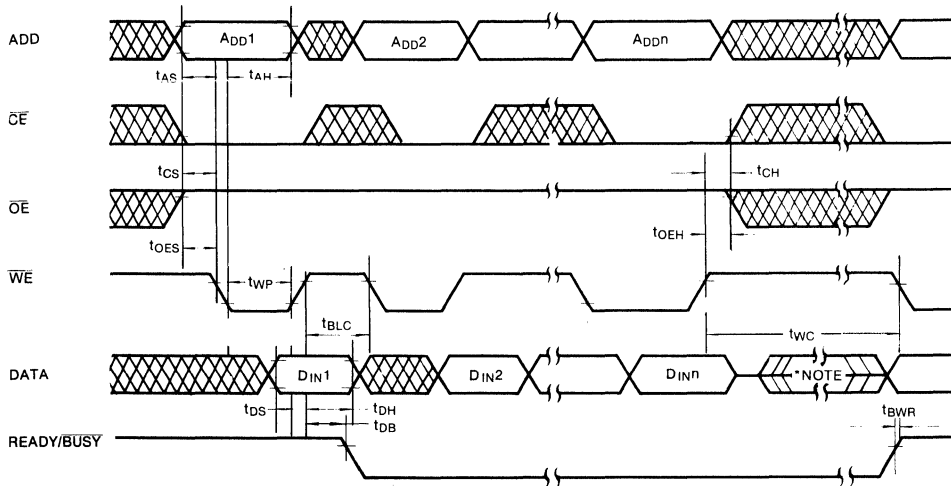 ADD
ADD1
ADD2
ADDn
tAS
tAH
CE
tCS
tCH
OE
tOES
tOEH
WE
tWP
tBLC
tWC
DATA
DIN1
DIN2
DINn
*NOTE
tDS
tDH
tDB
tBWR
READY/BUSY